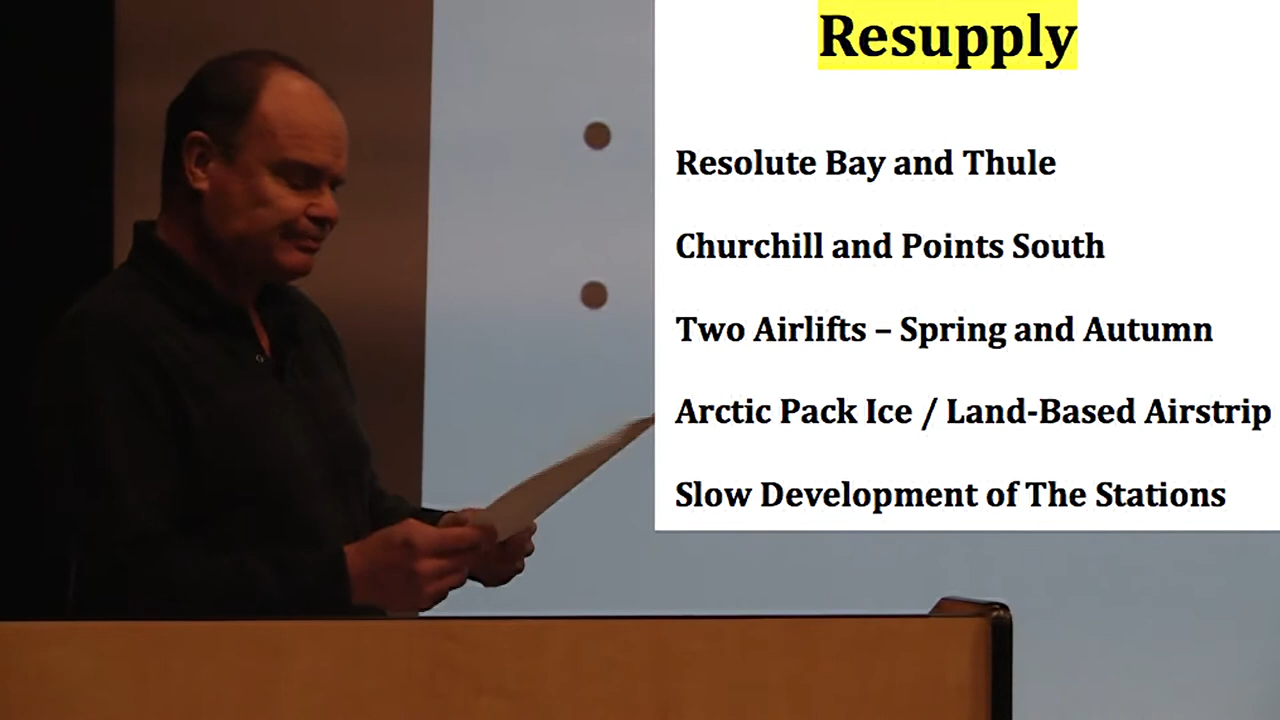 Resupply
Resolute Bay and Thule
Churchill and Points South
Two Airlifts – Spring and Autumn
Arctic Pack Ice / Land-Based Airstrip
Slow Development of The Stations